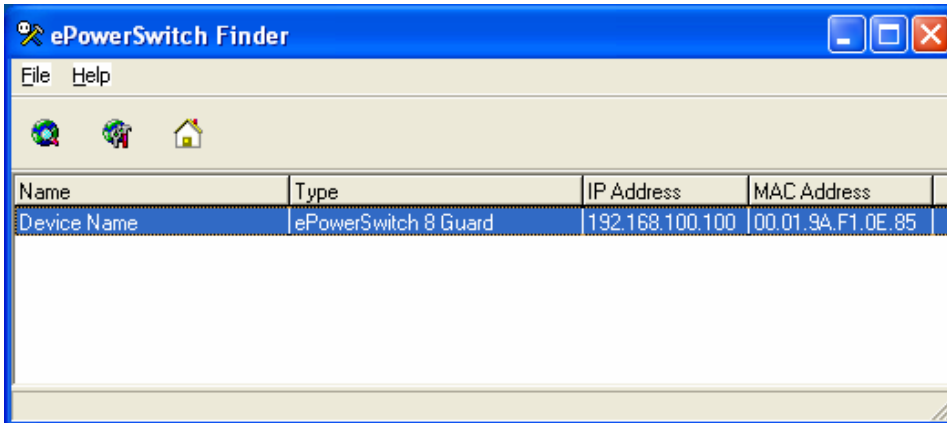 ePowerSwitch Finder
File Help
Name Type IP Address MAC Address
Device Name ePowerSwitch 8 Guard 192.168.100.100 00.01.9A.F1.0E.85